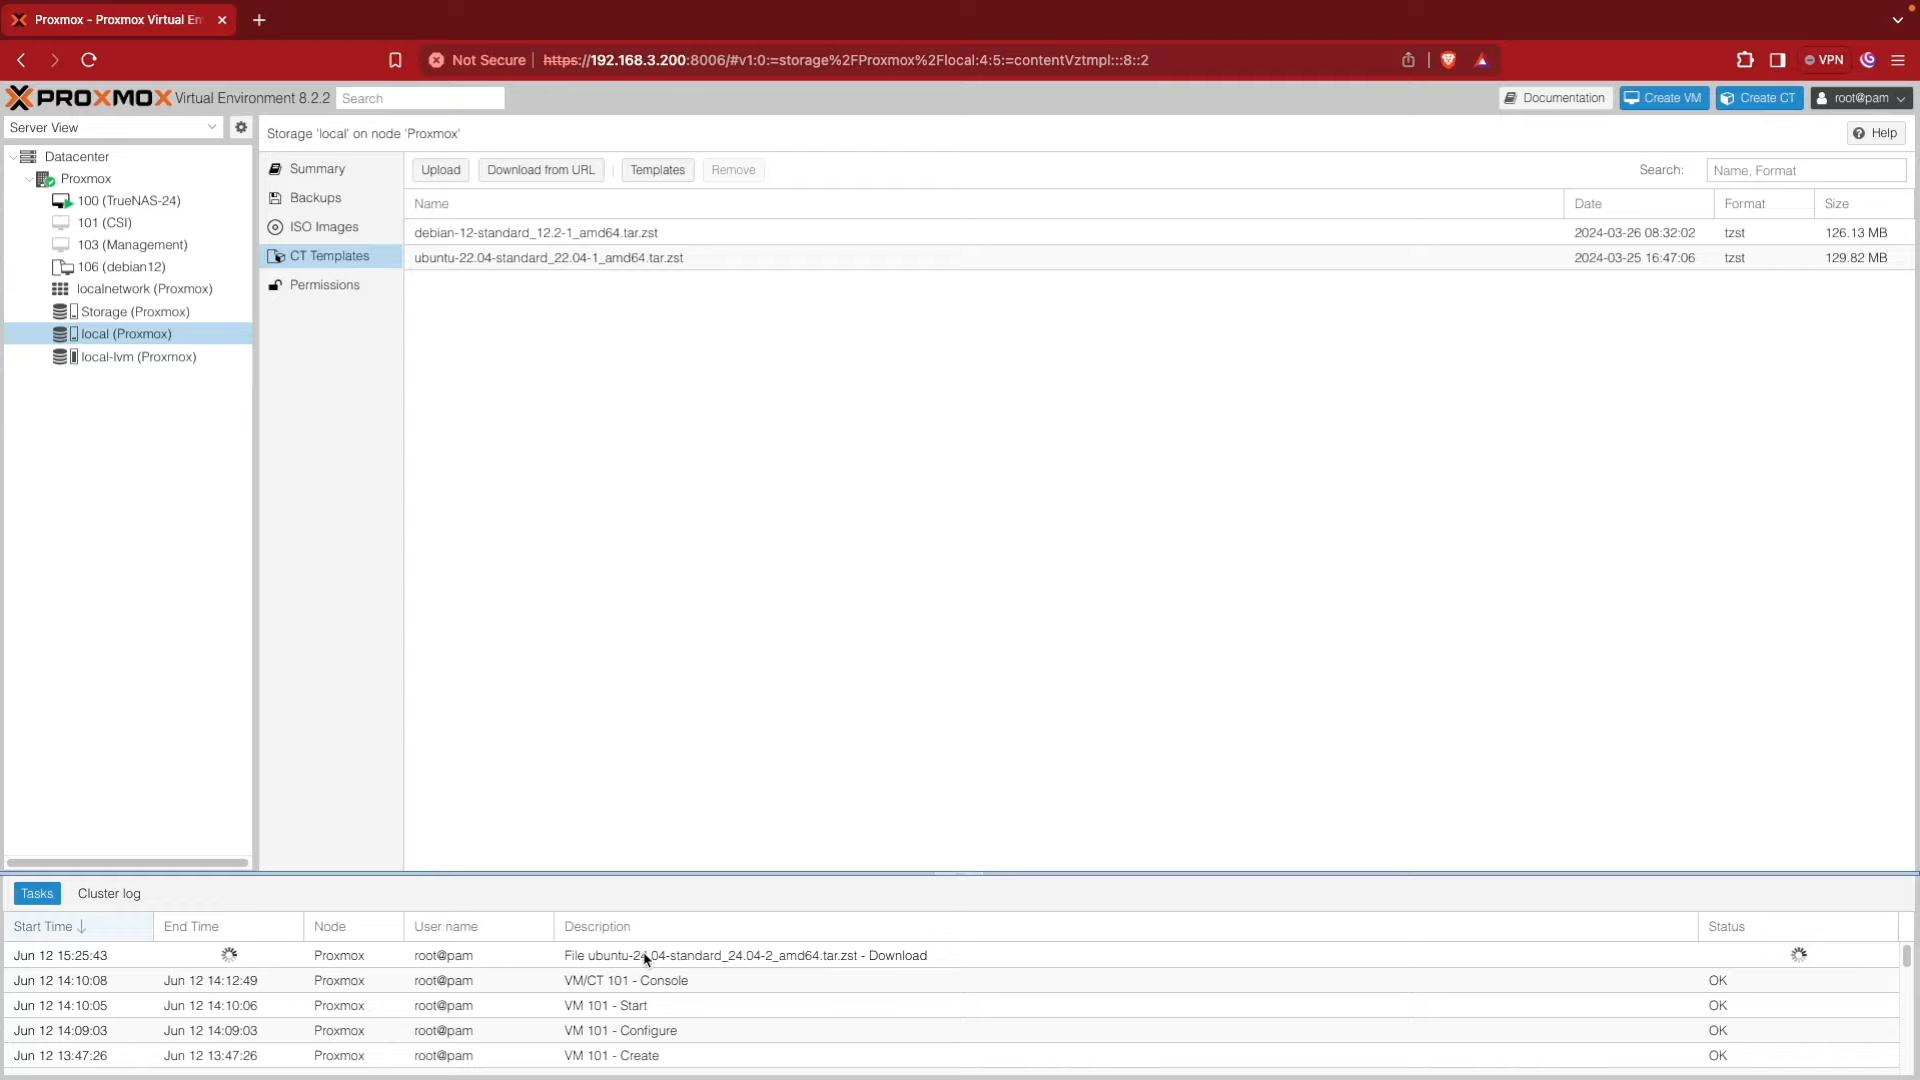 Proxmox - Proxmox Virtual En
Not Secure https://192.168.3.200:8006/#v1:0:=storage%2FProxmox%2Flocal:4:5:=contentVztmpl:::8::2
VPN
PROXMOX Virtual Environment 8.2.2 Search
Documentation Create VM Create CT root@pam
Server View
Storage 'local' on node 'Proxmox'
Help
Datacenter
Proxmox
100 (TrueNAS-24)
101 (CSI)
103 (Management)
106 (debian12)
localnetwork (Proxmox)
Storage (Proxmox)
local (Proxmox)
local-lvm (Proxmox)
Summary
Backups
ISO Images
CT Templates
Permissions
Upload Download from URL Templates Remove
Search: Name, Format
Name Date Format Size
debian-12-standard_12.2-1_amd64.tar.zst 2024-03-26 08:32:02 tzst 126.13 MB
ubuntu-22.04-standard_22.04-1_amd64.tar.zst 2024-03-25 16:47:06 tzst 129.82 MB
Tasks Cluster log
Start Time End Time Node User name Description Status
Jun 12 15:25:43 Proxmox root@pam File ubuntu-24.04-standard_24.04-2_amd64.tar.zst - Download
Jun 12 14:10:08 Jun 12 14:12:49 Proxmox root@pam VM/CT 101 - Console OK
Jun 12 14:10:05 Jun 12 14:10:06 Proxmox root@pam VM 101 - Start OK
Jun 12 14:09:03 Jun 12 14:09:03 Proxmox root@pam VM 101 - Configure OK
Jun 12 13:47:26 Jun 12 13:47:26 Proxmox root@pam VM 101 - Create OK